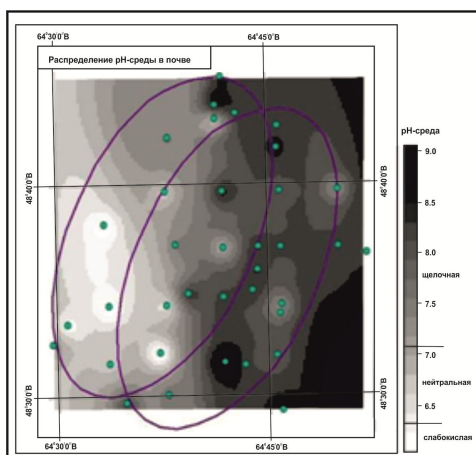 64°30'0"В
64°45'0"В
Распределение pH-среды в почве
pH-среда
9.0
48°40'0"В
48°40'0"В
8.5
8.0
щелочная
7.5
7.0
нейтральная
48°30'0"В
48°30'0"В
6.5
слабокислая
64°30'0"В
64°45'0"В